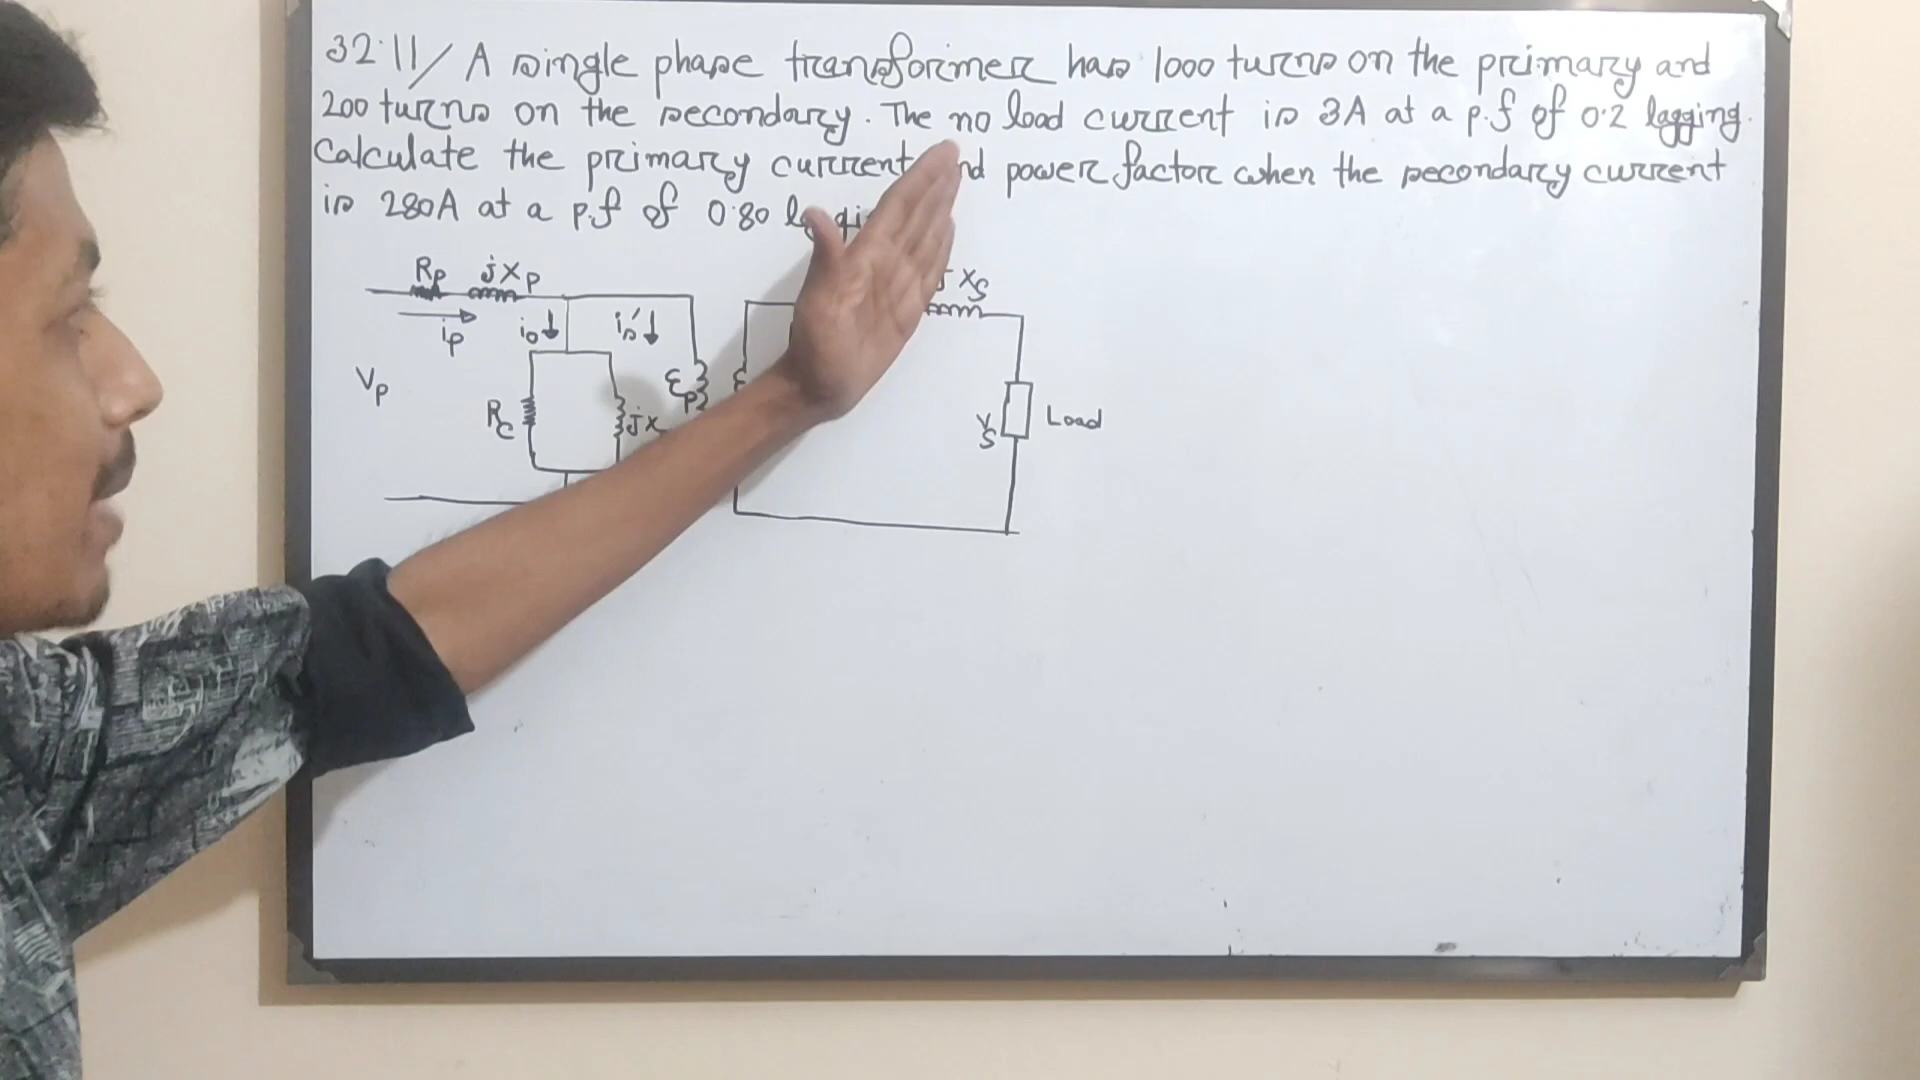 32.11/ A single phase transformer has 1000 turns on the primary and
200 turns on the secondary. The no load current is 3A at a p.f of 0.2 lagging.
Calculate the primary current power factor when the secondary current
is 280A at a p.f of 0.80
Rp jXp
ip io is'
Vp
Rc
Ep
Xs
Vs
Load